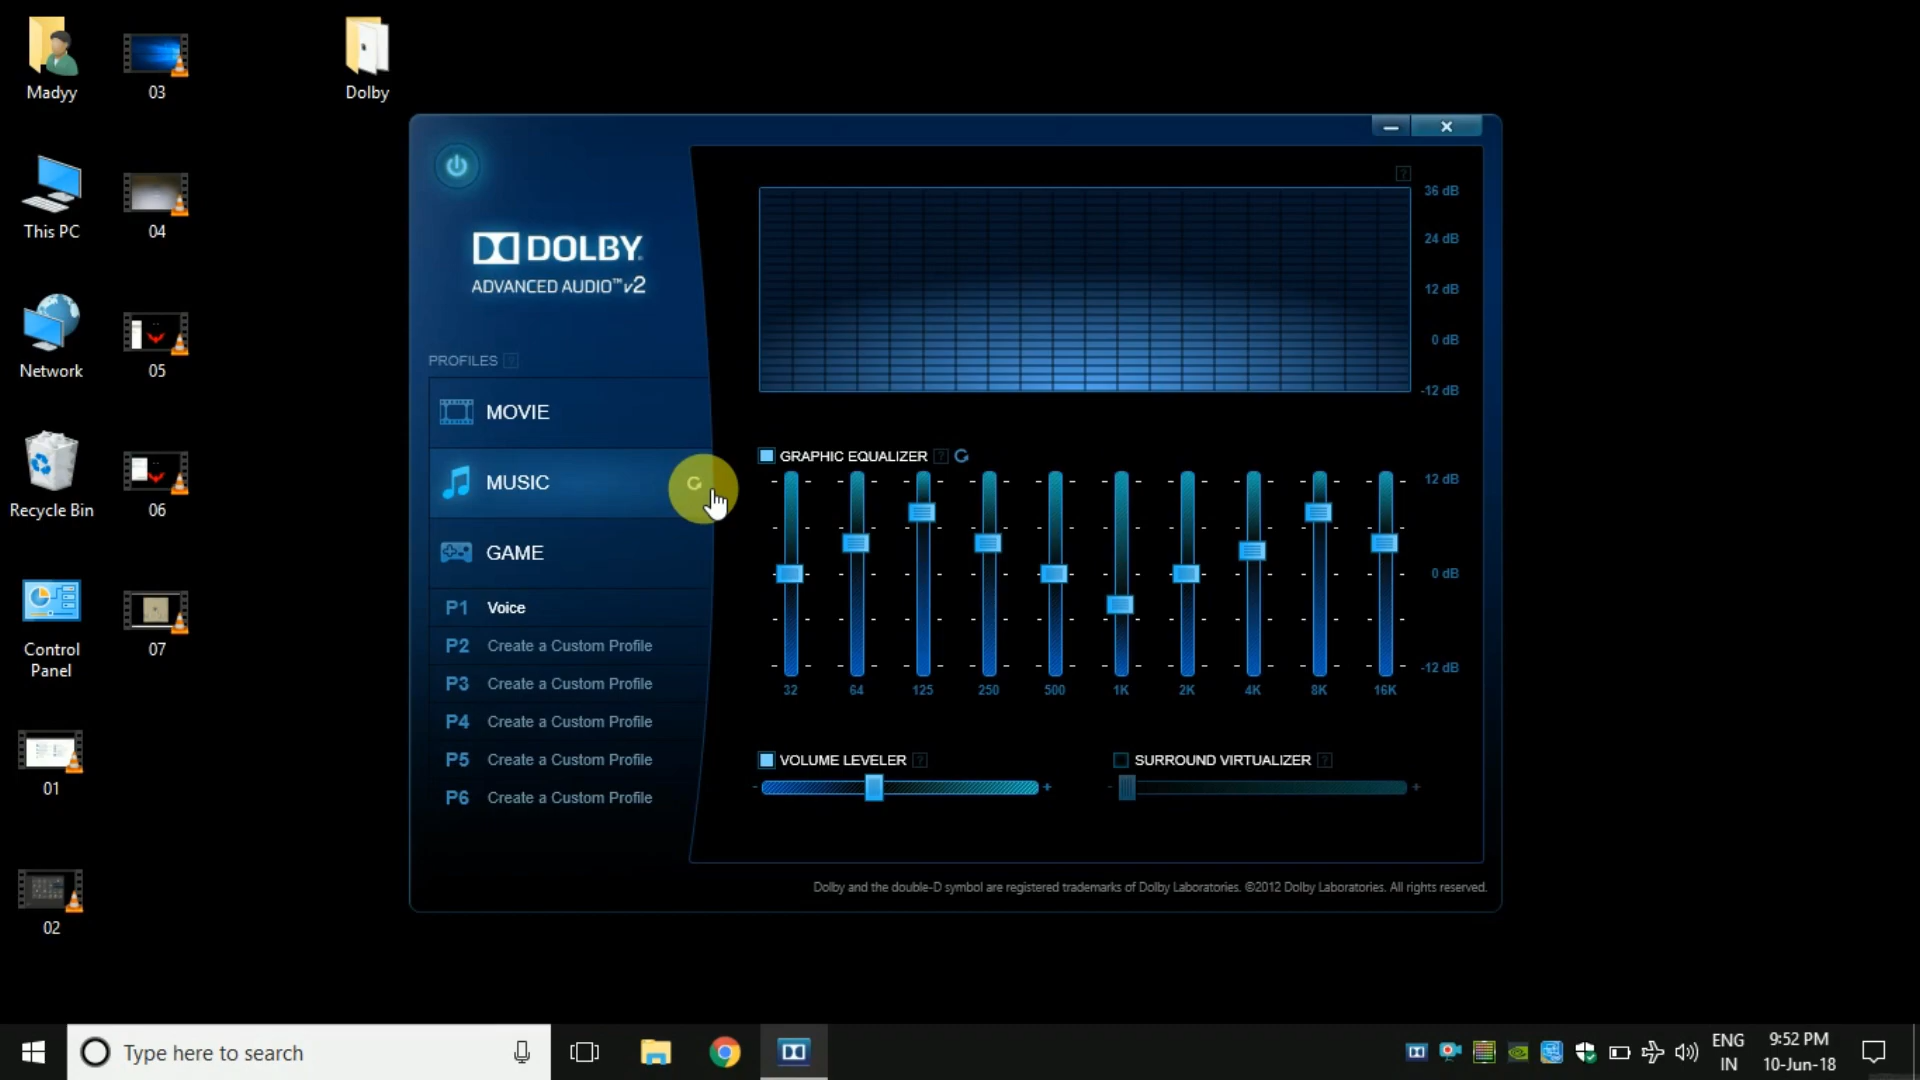 Madyy
03
Dolby
This PC
04
Network
05
Recycle Bin
06
Control
Panel
07
01
02
DOLBY
ADVANCED AUDIO™ v2
PROFILES ?
MOVIE
MUSIC
GAME
P1 Voice
P2 Create a Custom Profile
P3 Create a Custom Profile
P4 Create a Custom Profile
P5 Create a Custom Profile
P6 Create a Custom Profile
?
36 dB
24 dB
12 dB
0 dB
-12 dB
GRAPHIC EQUALIZER ?
12 dB
0 dB
-12 dB
32 64 125 250 500 1K 2K 4K 8K 16K
VOLUME LEVELER ?
- +
SURROUND VIRTUALIZER ?
- +
Dolby and the double-D symbol are registered trademarks of Dolby Laboratories. ©2012 Dolby Laboratories. All rights reserved.
Type here to search
ENG
IN
9:52 PM
10-Jun-18